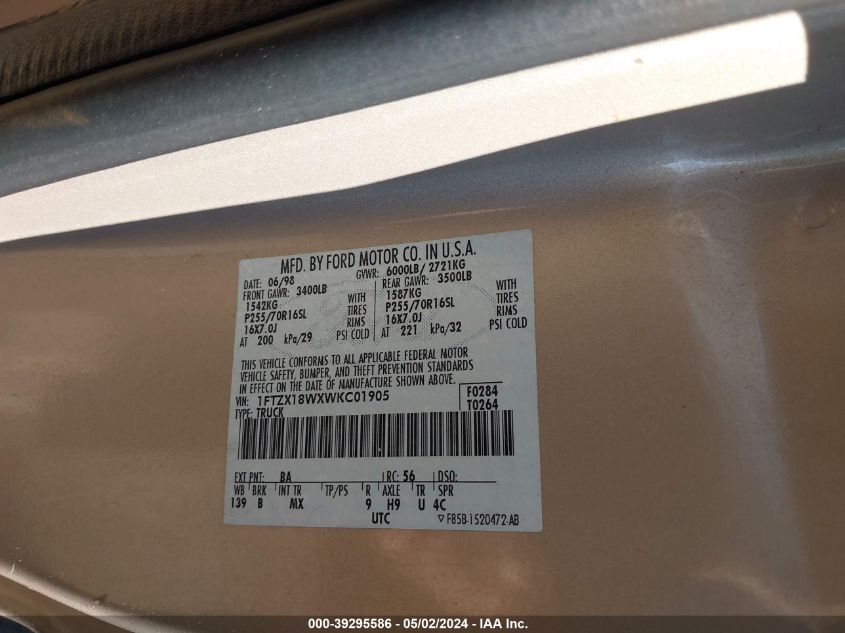 MFD. BY FORD MOTOR CO. IN U.S.A.
DATE: 06/98 GVWR: 6000LB/ 2721KG
FRONT GAWR: 3400LB WITH REAR GAWR: 3500LB WITH
1542KG TIRES 1587KG TIRES
P255/70R16SL RIMS P255/70R16SL RIMS
16X7.0J PSI COLD 16X7.0J PSI COLD
AT 200 kPa/29 AT 221 kPa/32
THIS VEHICLE CONFORMS TO ALL APPLICABLE FEDERAL MOTOR
VEHICLE SAFETY, BUMPER, AND THEFT PREVENTION STANDARDS
IN EFFECT ON THE DATE OF MANUFACTURE SHOWN ABOVE.
VIN: 1FTZX18WXWKC01905 F0284
TYPE: TRUCK T0264
EXT PNT: BA RC: 56 DSO:
WB BRK INT TR TP/PS R AXLE TR SPR
139 B MX 9 H9 U 4C
UTC ▽ F85B-1520472-AB
000-39295586 - 05/02/2024 - IAA Inc.